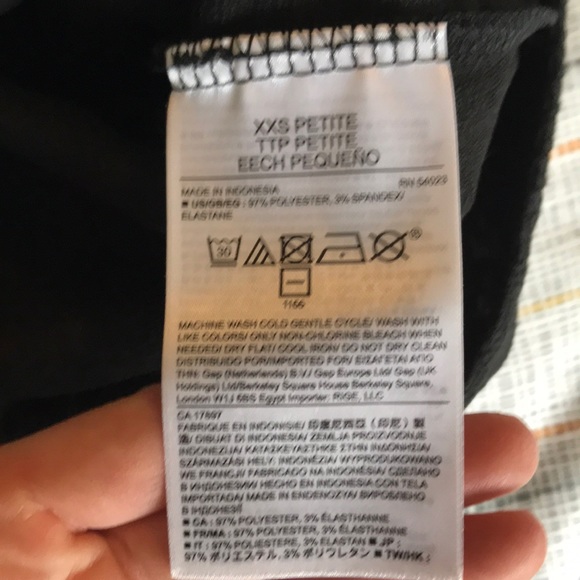 XXS PETITE
TTP PETITE
EECH PEQUEÑO
MADE IN INDONESIA RN 54023
■ US/GB/EG : 97% POLYESTER, 3% SPANDEX/
ELASTANE
30
®
1166
MACHINE WASH COLD GENTLE CYCLE/ WASH WITH
LIKE COLORS/ ONLY NON-CHLORINE BLEACH WHEN
NEEDED/ DRY FLAT/ COOL IRON/ DO NOT DRY CLEAN
DISTRIBUTED FOR/IMPORTED FOR/ ΕΙΣΑΓΕΤΑΙ ΑΠΟ
ΤΗΝ: Gap (Netherlands) B.V./ Gap Europe Ltd/ Gap (UK
Holdings) Ltd/Berkeley Square House Berkeley Square,
London W1J 6BS Egypt Importer: RIGE, LLC
CA 17897
FABRIQUE EN INDONISIE/ 印度尼西亞 (印尼) 製
造/ DIBUAT DI INDONESIA/ ZEMLJA PROIZVODNJE
INDONEZIJA/ ΚΑΤΑΣΚΕΥΑΣΤΗΚΕ ΣΤΗΝ ΙΝΔΟΝΗΣΙΑ/
SZÁRMAZÁSI HELY: INDONÉZIA/ WYPRODUKOWANO
WE FRANCJI/ FABRICADO NA INDONÉSIA/ СДЕЛАНО
В ИНДОНЕЗИИ HECHO EN INDONESIA CON TELA
IMPORTADA MADE IN ENDONEZYA/ ВИРОБЛЕНО
В ІНДОНЕЗІЇ
■ CA : 97% POLYESTER, 3% ÉLASTHANNE
■ FR/MA : 97% POLYESTER, 3% ÉLASTHANNE
■ IT : 97% POLIESTERE, 3% ELASTAN ■ JP :
97% ポリエステル, 3% ポリウレタン ■ TW/HK :